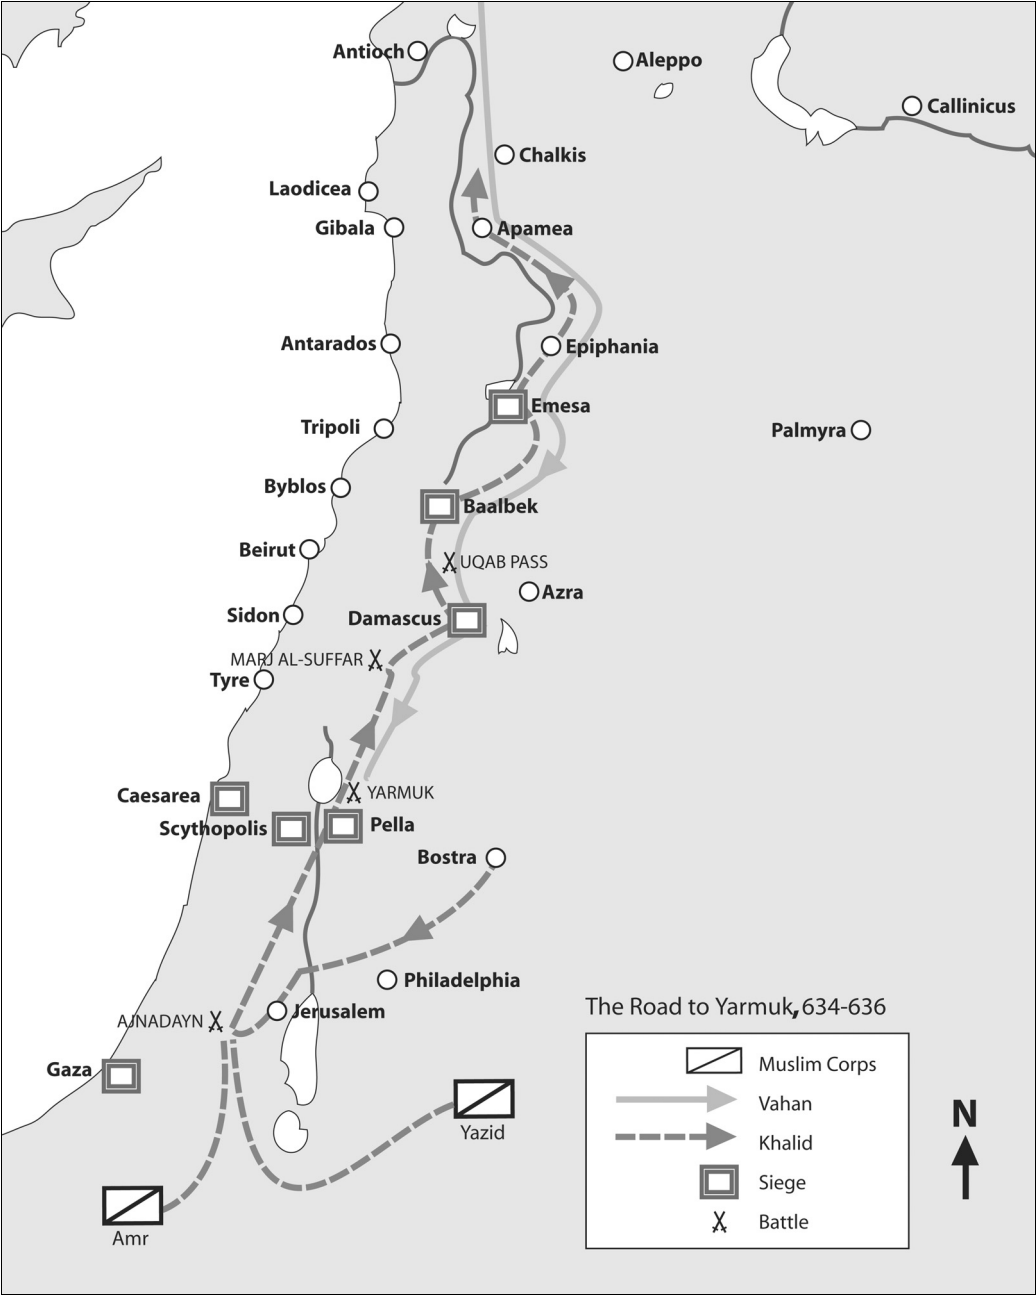 Antioch
Aleppo
Callinicus
Chalkis
Laodicea
Gibala
Apamea
Antarados
Epiphania
Emesa
Tripoli
Palmyra
Byblos
Baalbek
Beirut
UQAB PASS
Azra
Sidon
Damascus
MARJ AL-SUFFAR
Tyre
Caesarea
YARMUK
Scythopolis
Pella
Bostra
Philadelphia
Jerusalem
AJNADAYN
Gaza
Yazid
Amr
The Road to Yarmuk, 634-636
Muslim Corps
Vahan
Khalid
Siege
Battle
N